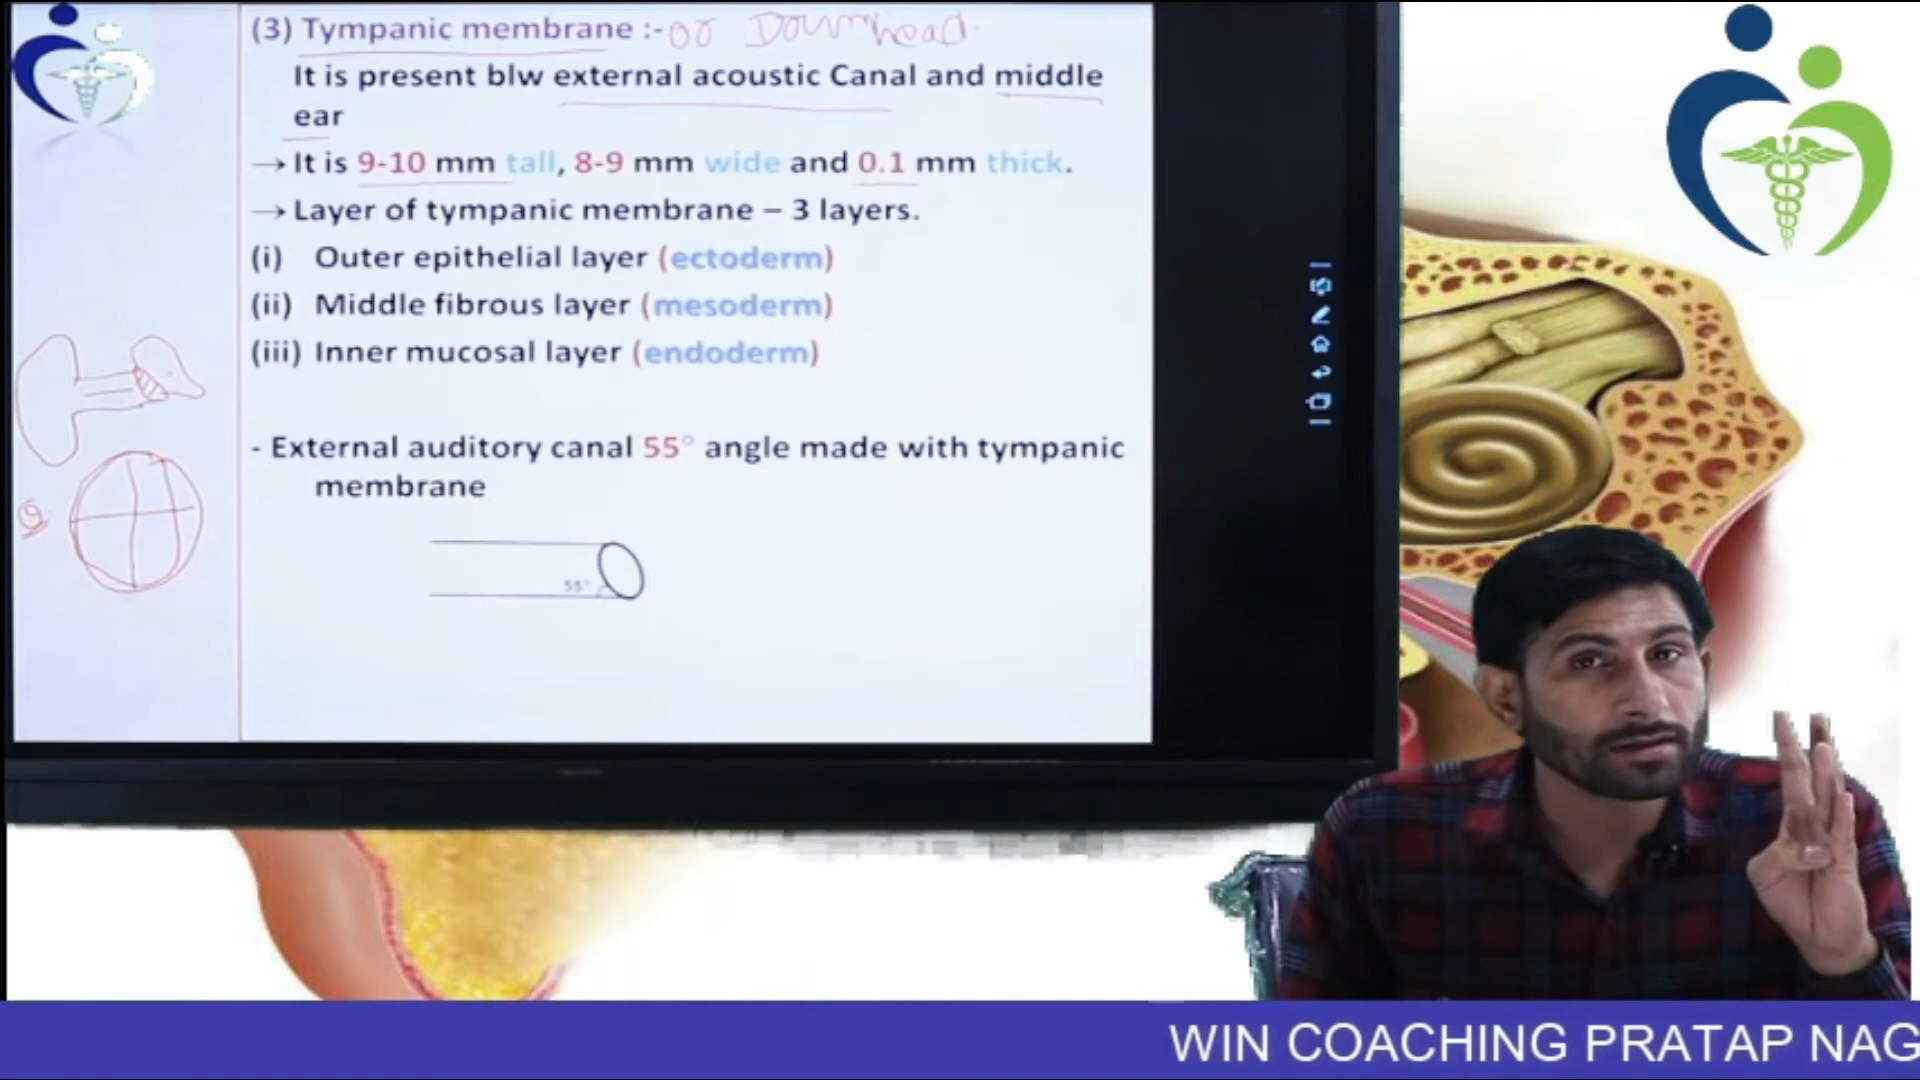 (3) Tympanic membrane :- or
It is present blw external acoustic Canal and middle
ear
→ It is 9-10 mm tall, 8-9 mm wide and 0.1 mm thick.
→ Layer of tympanic membrane – 3 layers.
(i) Outer epithelial layer (ectoderm)
(ii) Middle fibrous layer (mesoderm)
(iii) Inner mucosal layer (endoderm)
- External auditory canal 55° angle made with tympanic
membrane
55°
WIN COACHING PRATAP NAG